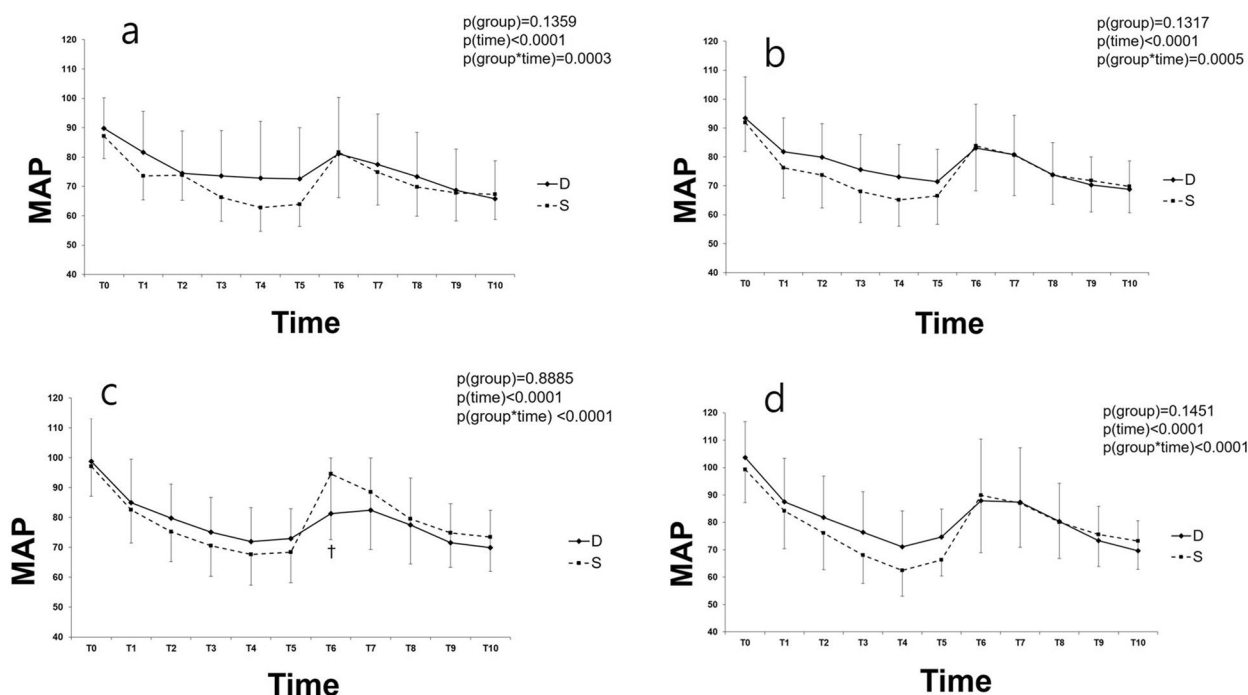 a
p(group)=0.1359
p(time)<0.0001
p(group*time)=0.0003
120
110
100
90
80
70
60
50
40
MAP
T0 T1 T2 T3 T4 T5 T6 T7 T8 T9 T10
Time
D
S
b
p(group)=0.1317
p(time)<0.0001
p(group*time)=0.0005
120
110
100
90
80
70
60
50
40
MAP
T0 T1 T2 T3 T4 T5 T6 T7 T8 T9 T10
Time
D
S
c
p(group)=0.8885
p(time)<0.0001
p(group*time) <0.0001
120
110
100
90
80
70
60
50
40
MAP
†
T0 T1 T2 T3 T4 T5 T6 T7 T8 T9 T10
Time
D
S
d
p(group)=0.1451
p(time)<0.0001
p(group*time)<0.0001
120
110
100
90
80
70
60
50
40
MAP
T0 T1 T2 T3 T4 T5 T6 T7 T8 T9 T10
Time
D
S